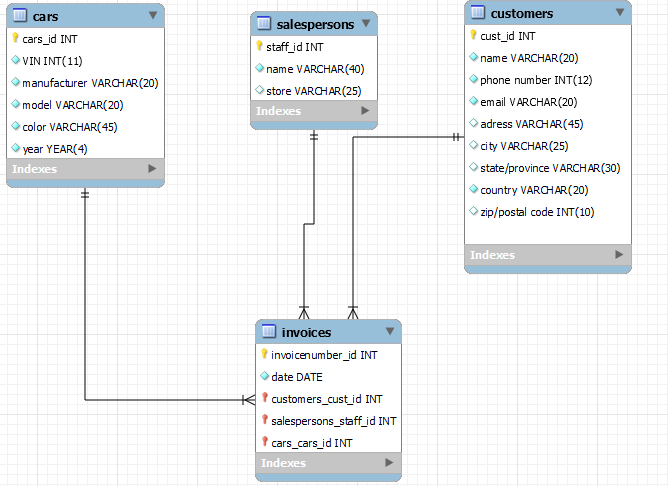 cars
cars_id INT
VIN INT(11)
manufacturer VARCHAR(20)
model VARCHAR(20)
color VARCHAR(45)
year YEAR(4)
Indexes
salespersons
staff_id INT
name VARCHAR(40)
store VARCHAR(25)
Indexes
customers
cust_id INT
name VARCHAR(20)
phone number INT(12)
email VARCHAR(20)
adress VARCHAR(45)
city VARCHAR(25)
state/province VARCHAR(30)
country VARCHAR(20)
zip/postal code INT(10)
Indexes
invoices
invoicenumber_id INT
date DATE
customers_cust_id INT
salespersons_staff_id INT
cars_cars_id INT
Indexes